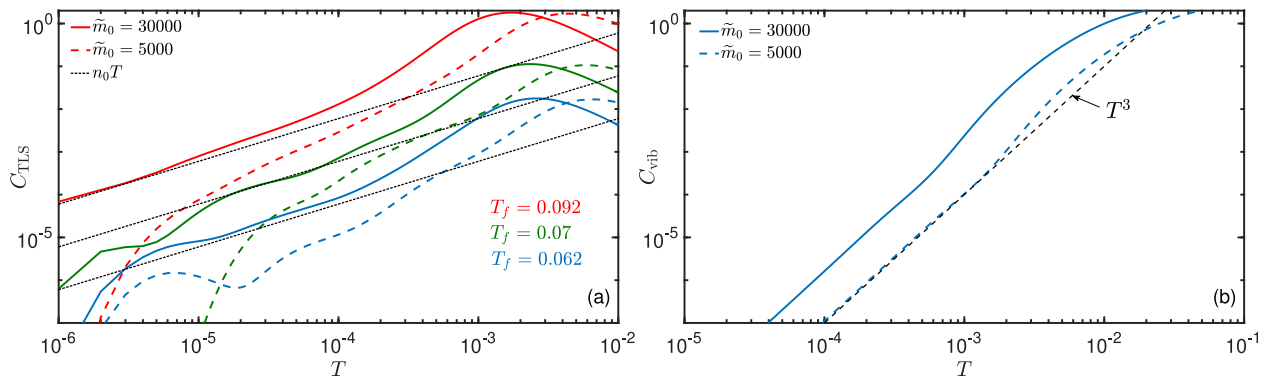 10^0
10^-5
C_TLS
m̃_0 = 30000
m̃_0 = 5000
n_0T
T_f = 0.092
T_f = 0.07
T_f = 0.062
(a)
10^-6 10^-5 10^-4 10^-3 10^-2
T
10^0
10^-5
C_vib
m̃_0 = 30000
m̃_0 = 5000
T^3
(b)
10^-5 10^-4 10^-3 10^-2 10^-1
T